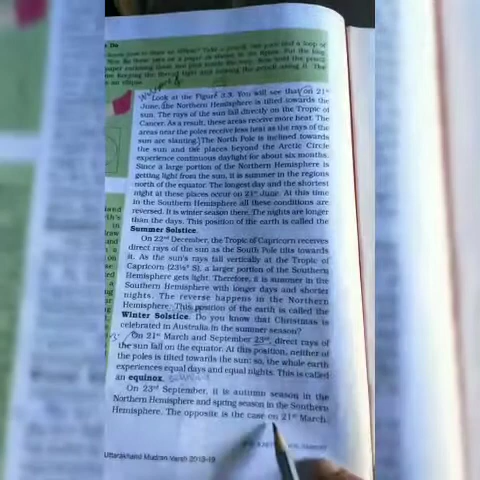 Do
Take a pencil, two pins and a loop of
Look at the Figure 3.3. You will see that on 21st
June, the Northern Hemisphere is tilted towards the
sun. The rays of the sun fall directly on the Tropic of
Cancer. As a result, these areas receive more heat. The
areas near the poles receive less heat as the rays of the
sun are slanting. The North Pole is inclined towards
the sun and the places beyond the Arctic Circle
experience continuous daylight for about six months.
Since a large portion of the Northern Hemisphere is
getting light from the sun, it is summer in the regions
north of the equator. The longest day and the shortest
night at these places occur on 21st June. At this time
in the Southern Hemisphere all these conditions are
reversed. It is winter season there. The nights are longer
than the days. This position of the earth is called the
Summer Solstice.
On 22nd December, the Tropic of Capricorn receives
direct rays of the sun as the South Pole tilts towards
it. As the sun's rays fall vertically at the Tropic of
Capricorn (23½° S), a larger portion of the Southern
Hemisphere gets light. Therefore, it is summer in the
Southern Hemisphere with longer days and shorter
nights. The reverse happens in the Northern
Hemisphere. This position of the earth is called the
Winter Solstice. Do you know that Christmas is
celebrated in Australia in the summer season?
On 21st March and September 23rd, direct rays of
the sun fall on the equator. At this position, neither of
the poles is tilted towards the sun; so, the whole earth
experiences equal days and equal nights. This is called
an equinox.
On 23rd September, it is autumn season in the
Northern Hemisphere and spring season in the Southern
Hemisphere. The opposite is the case on 21st March,
Uttarakhand Mudran Varsh 2012-13